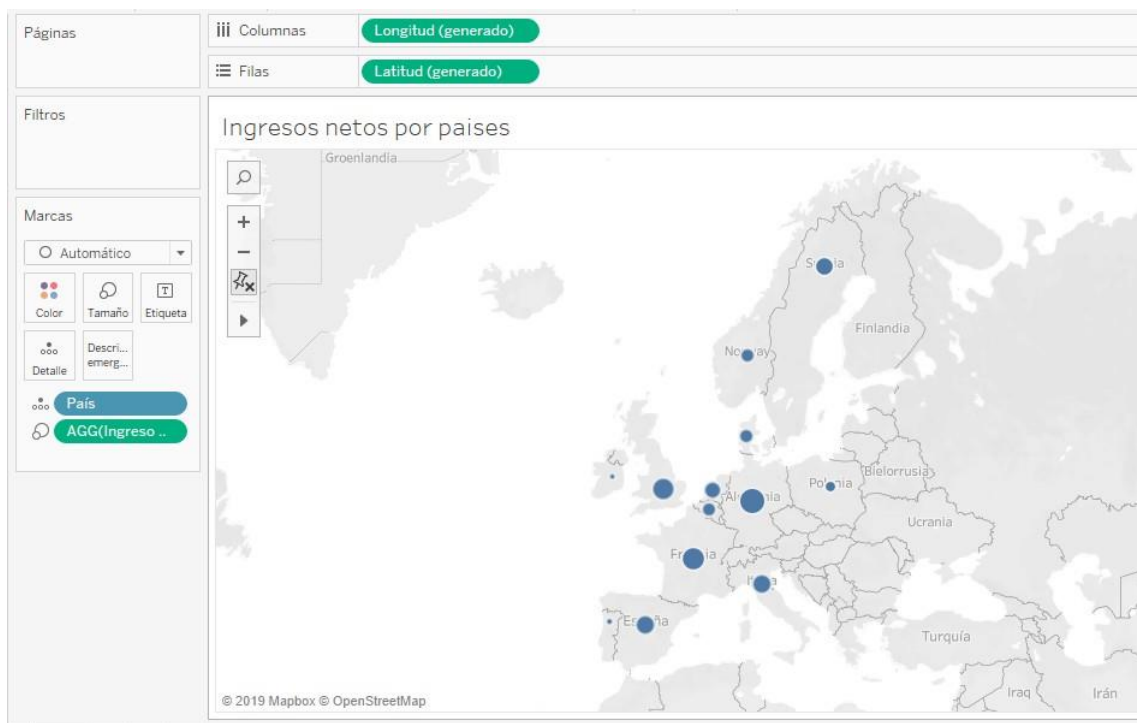 Páginas
Columnas
Longitud (generado)
Filas
Latitud (generado)
Filtros
Ingresos netos por paises
Marcas
Automático
Color
Tamaño
Etiqueta
Detalle
Descri...
emerg...
País
AGG(Ingreso ..
Groenlandia
Finlandia
Bielorrusia
Ucrania
Turquía
Iraq
Irán
© 2019 Mapbox © OpenStreetMap